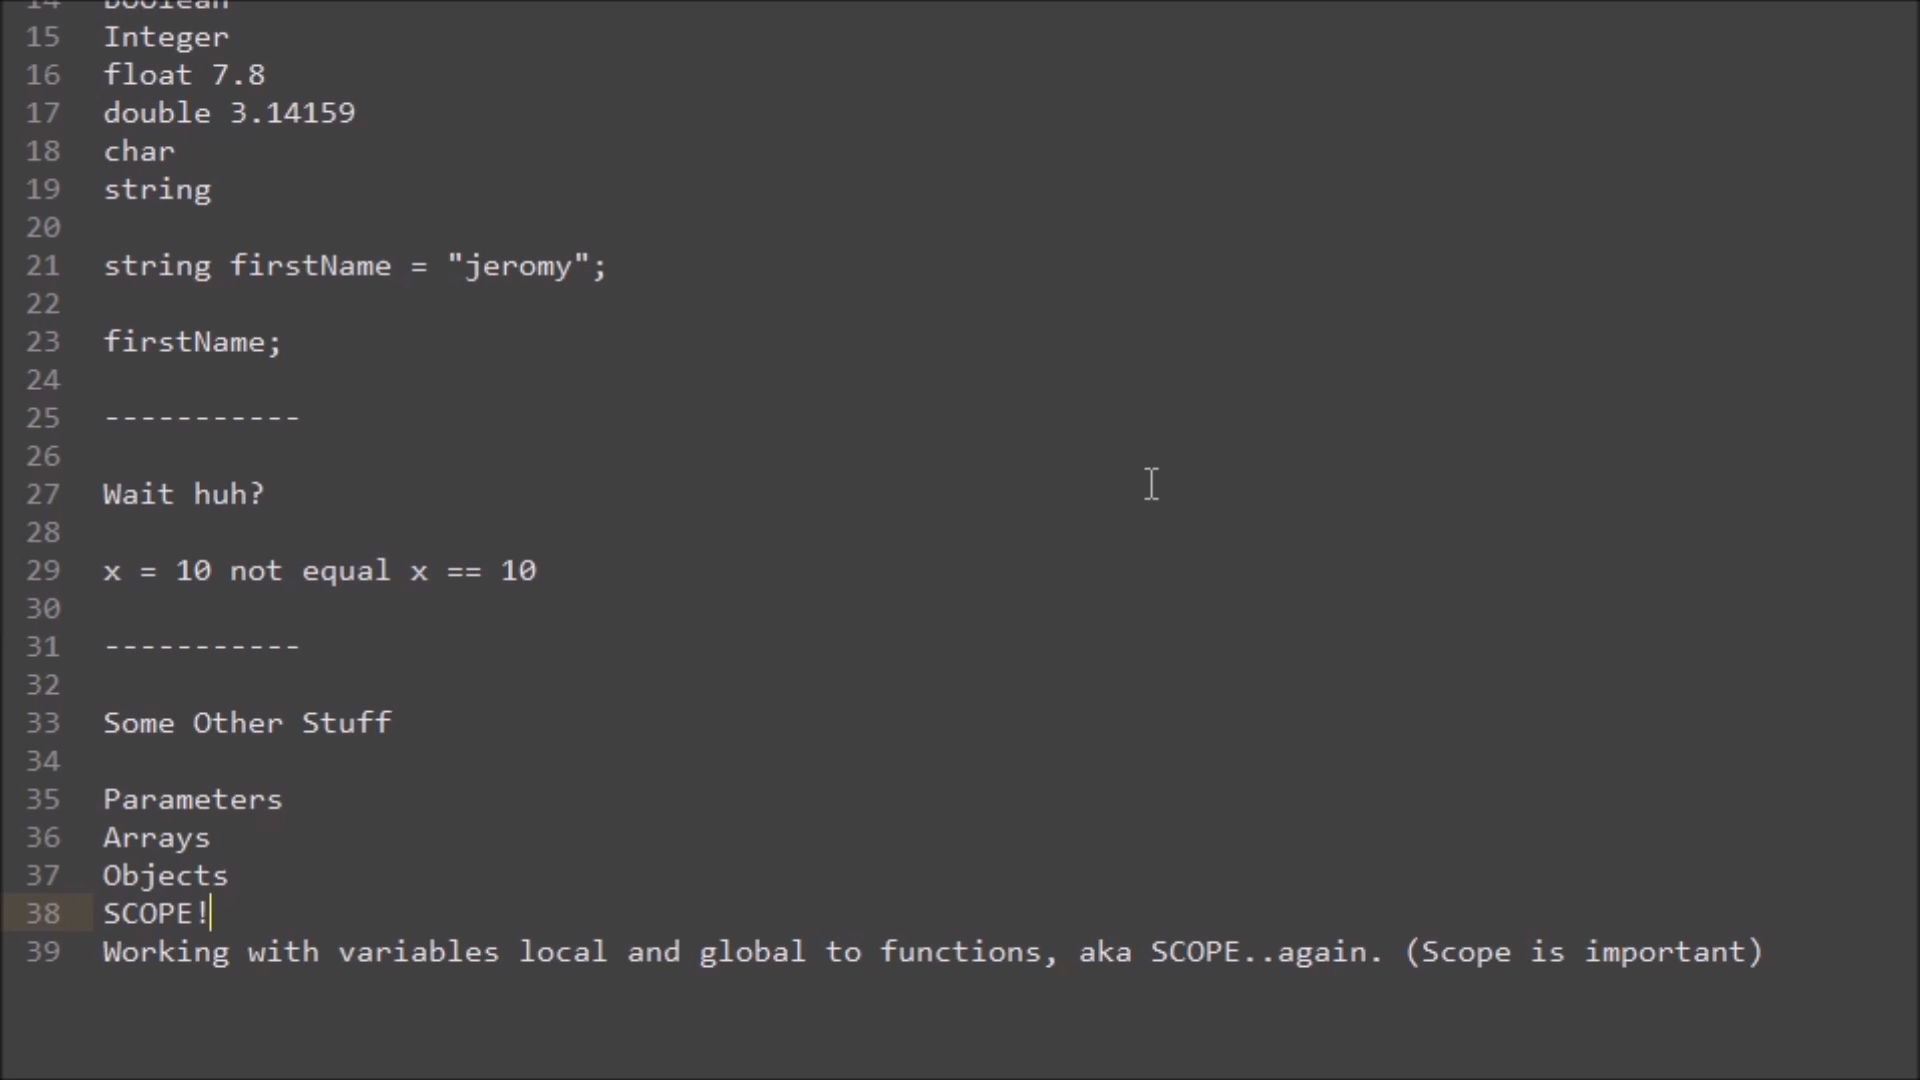 14 Boolean
15 Integer
16 float 7.8
17 double 3.14159
18 char
19 string
20
21 string firstName = "jeromy";
22
23 firstName;
24
25 -----------
26
27 Wait huh?
28
29 x = 10 not equal x == 10
30
31 -----------
32
33 Some Other Stuff
34
35 Parameters
36 Arrays
37 Objects
38 SCOPE!
39 Working with variables local and global to functions, aka SCOPE..again. (Scope is important)